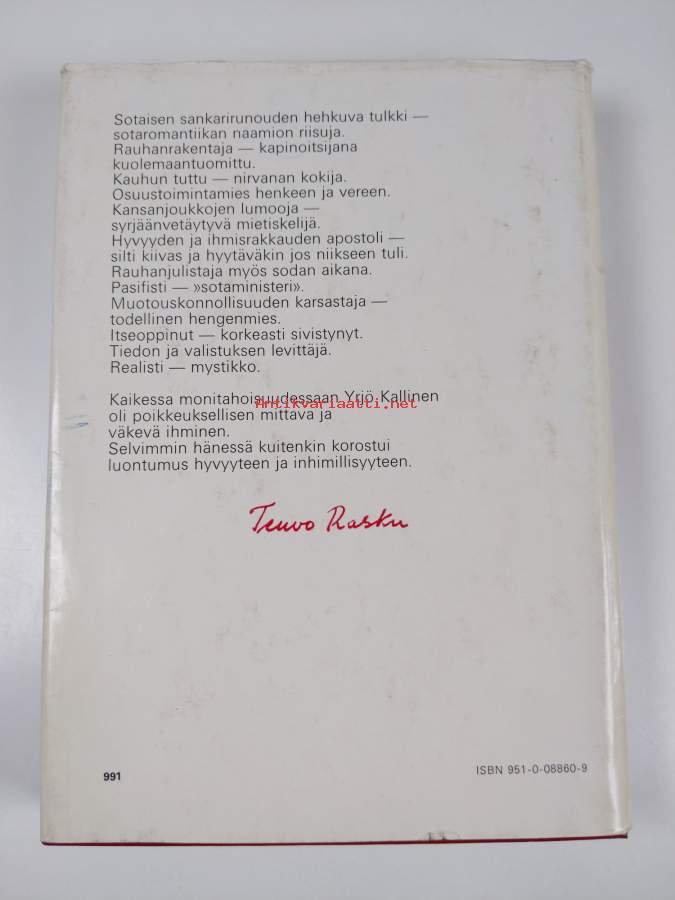 Sotaisen sankarirunouden hehkuva tulkki —
sotaromantiikan naamion riisuja.
Rauhanrakentaja — kapinoitsijana
kuolemaantuomittu.
Kauhun tuttu — nirvanan kokija.
Osuustoimintamies henkeen ja vereen.
Kansanjoukkojen lumooja —
syrjäänvetäytyvä mietiskelijä.
Hyvyyden ja ihmisrakkauden apostoli —
silti kiivas ja hyytäväkin jos niikseen tuli.
Rauhanjulistaja myös sodan aikana.
Pasifisti — »sotaministeri».
Muotouskonnollisuuden karsastaja —
todellinen hengenmies.
Itseoppinut — korkeasti sivistynyt.
Tiedon ja valistuksen levittäjä.
Realisti — mystikko.
Kaikessa monitahoisuudessaan Yrjö Kallinen
Antikvariaatti.net
oli poikkeuksellisen mittava ja
väkevä ihminen.
Selvimmin hänessä kuitenkin korostui
luontumus hyvyyteen ja inhimillisyyteen.
Teuvo Rasku
991
ISBN 951-0-08860-9